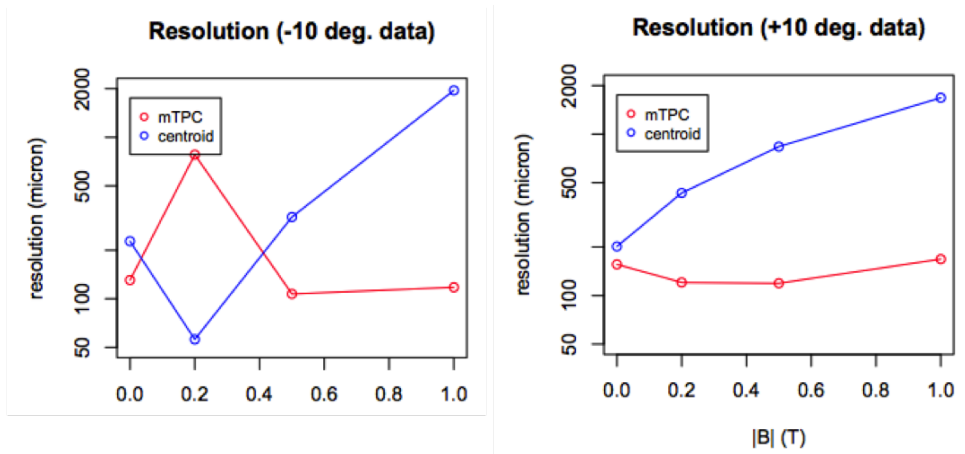 Resolution (-10 deg. data)
resolution (micron)
2000
500
100
50
mTPC
centroid
0.0 0.2 0.4 0.6 0.8 1.0
Resolution (+10 deg. data)
resolution (micron)
2000
500
100
50
mTPC
centroid
0.0 0.2 0.4 0.6 0.8 1.0
|B| (T)